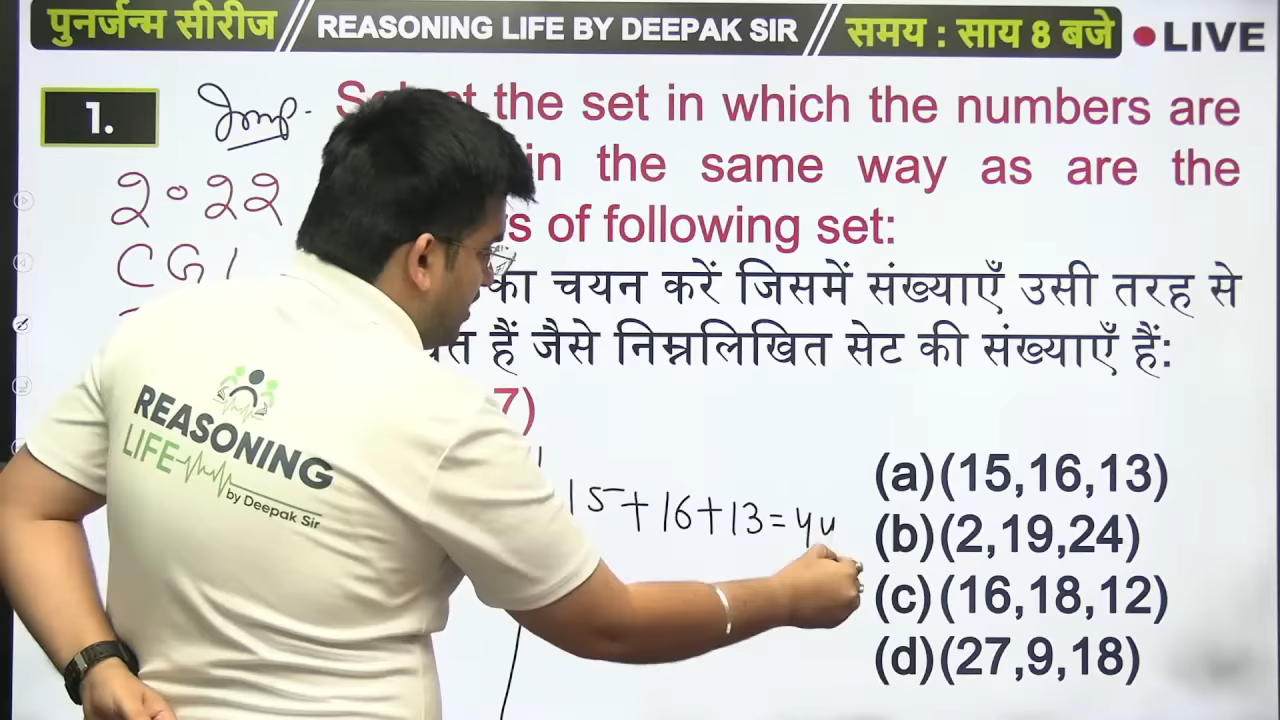 पुनर्जन्म सीरीज // REASONING LIFE BY DEEPAK SIR // समय : साय 8 बजे LIVE
1.
Imp.
the set in which the numbers are
in the same way as are the
of following set:
का चयन करें जिसमें संख्याएँ उसी तरह से
हैं जैसे निम्नलिखित सेट की संख्याएँ हैं:
7)
२०२२
CGL
15+16+13=44
(a)(15,16,13)
(b)(2,19,24)
(c)(16,18,12)
(d)(27,9,18)
REASONING
LIFE
by Deepak Sir